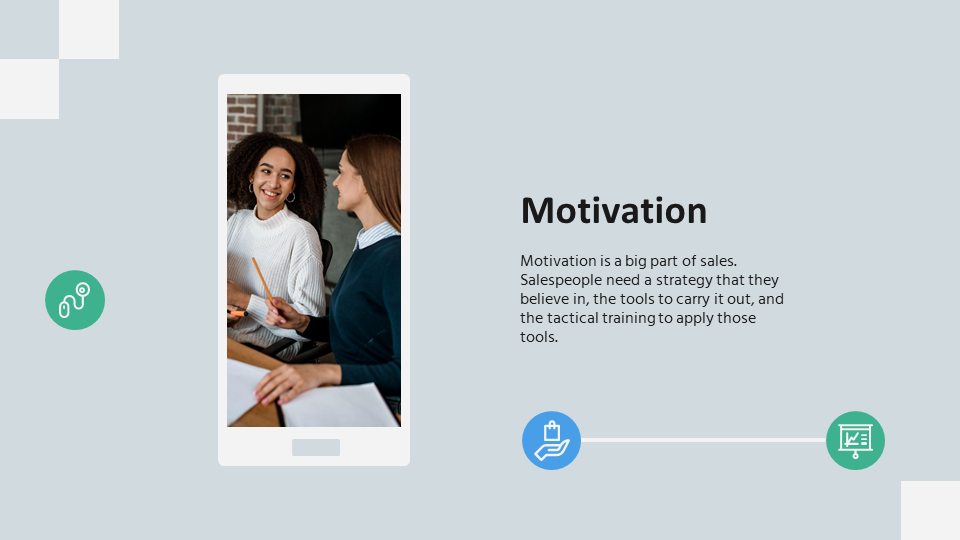 Motivation
Motivation is a big part of sales.
Salespeople need a strategy that they
believe in, the tools to carry it out, and
the tactical training to apply those
tools.